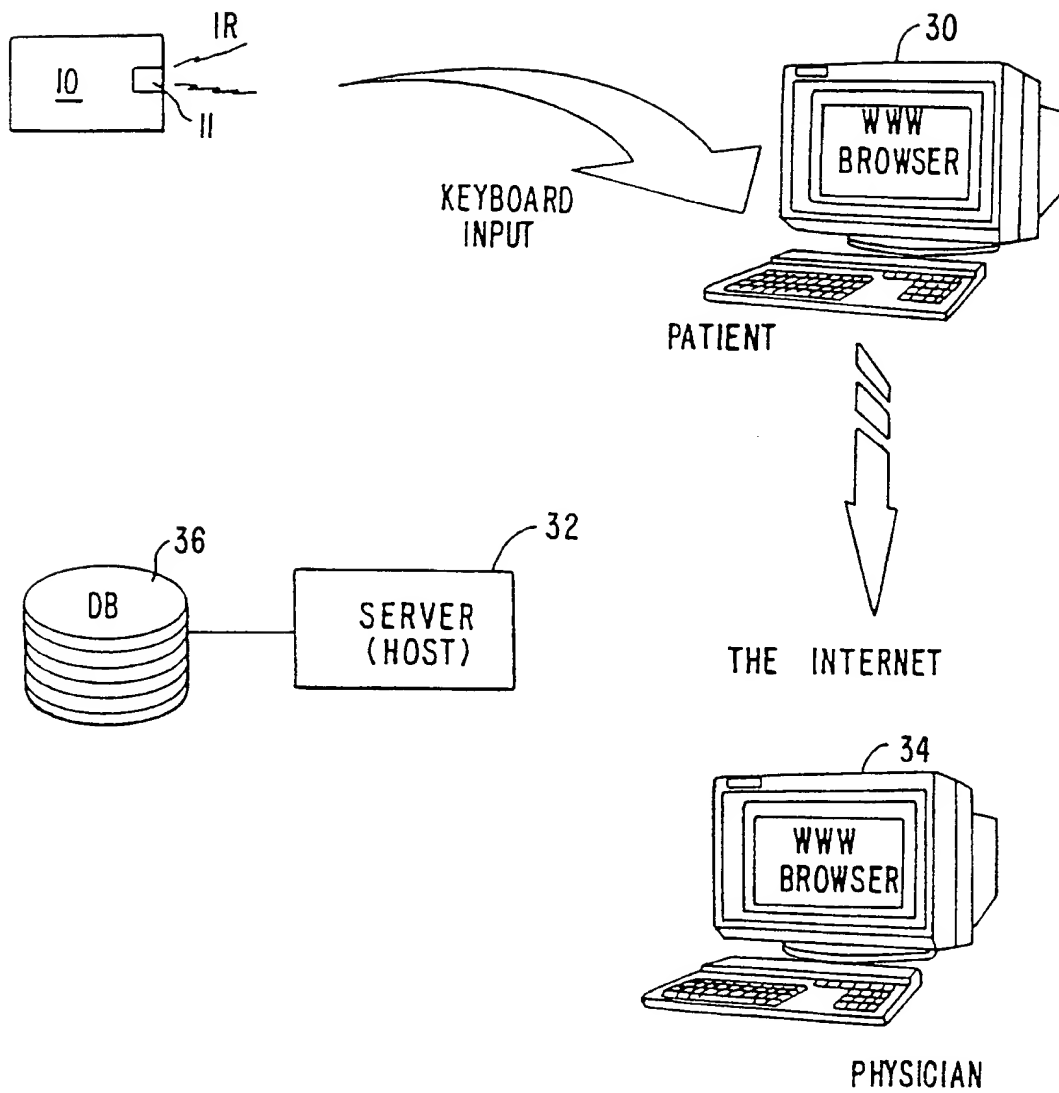 IR
10
11
30
WWW
BROWSER
KEYBOARD
INPUT
PATIENT
36
DB
32
SERVER
(HOST)
THE INTERNET
34
WWW
BROWSER
PHYSICIAN